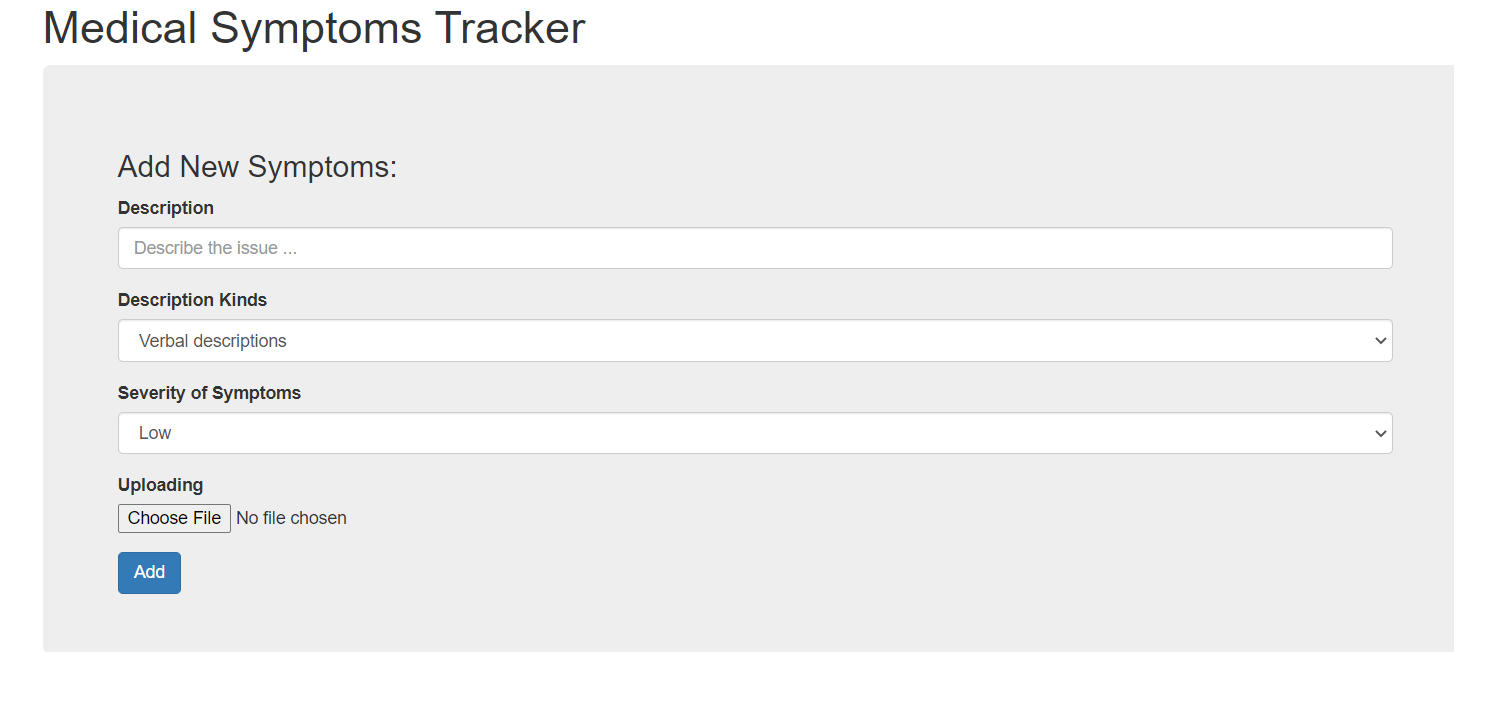 Medical Symptoms Tracker
Add New Symptoms:
Description
Describe the issue ...
Description Kinds
Verbal descriptions
Severity of Symptoms
Low
Uploading
Choose File No file chosen
Add